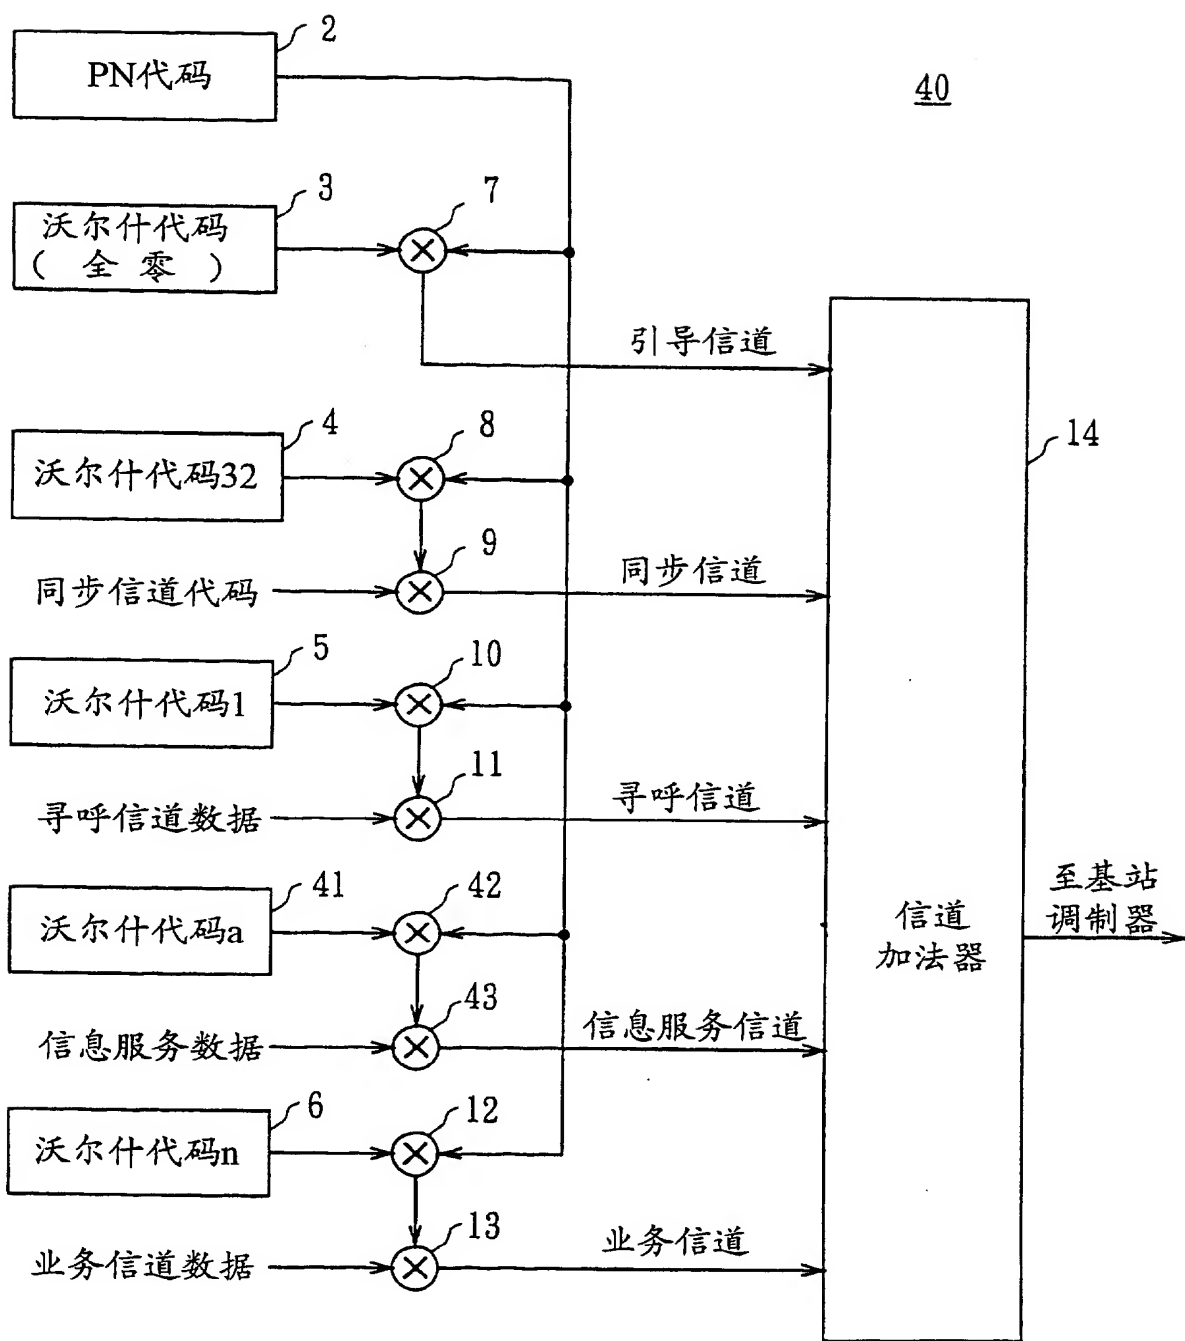 2
PN代码
40
3
7
沃尔什代码
(全零)
引导信道
4
8
14
沃尔什代码32
9
同步信道
同步信道代码
5
10
沃尔什代码1
11
寻呼信道
寻呼信道数据
41
42
至基站
调制器
沃尔什代码a
信道
加法器
43
信息服务信道
信息服务数据
6
12
沃尔什代码n
13
业务信道
业务信道数据